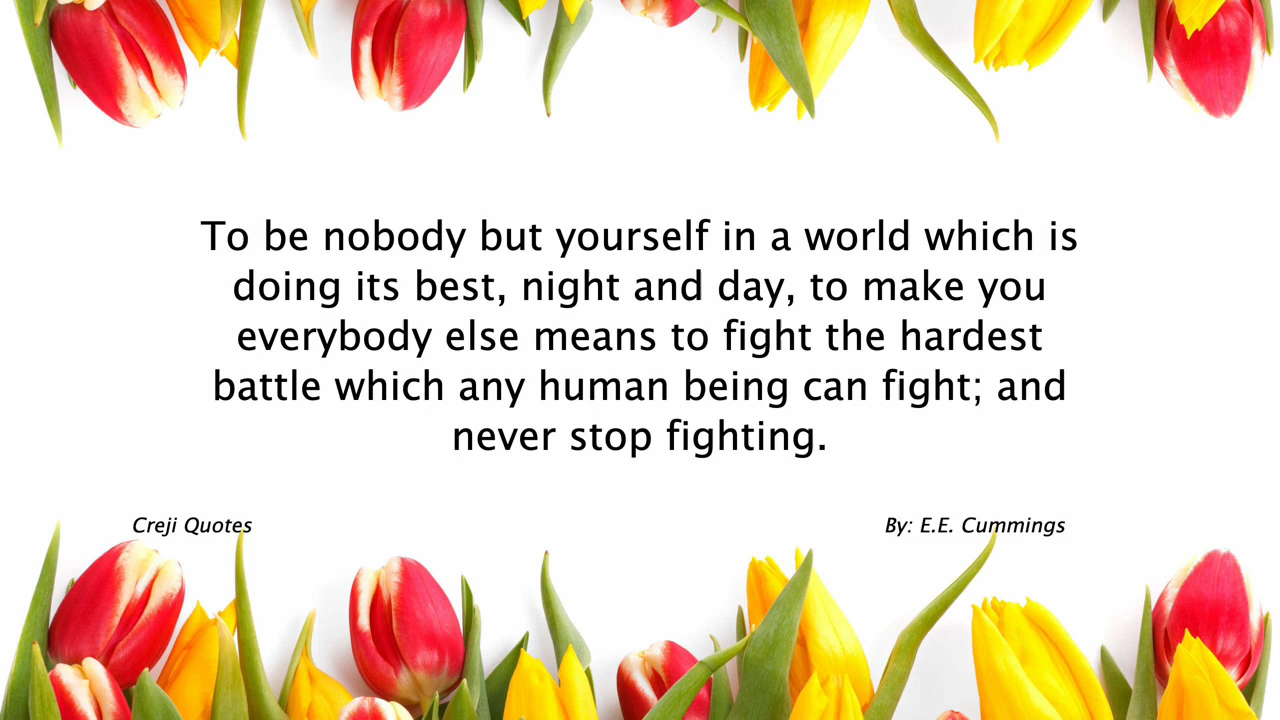 To be nobody but yourself in a world which is
doing its best, night and day, to make you
everybody else means to fight the hardest
battle which any human being can fight; and
never stop fighting.
Creji Quotes
By: E.E. Cummings